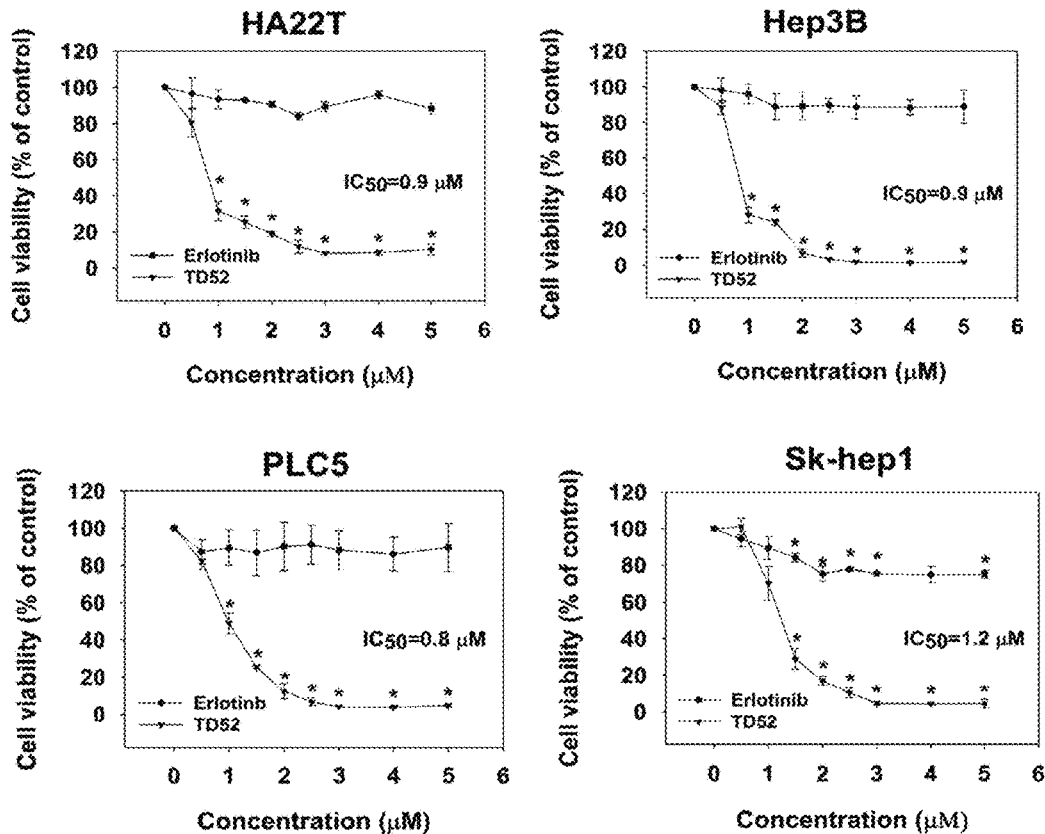 HA22T
Cell viability (% of control)
120
100
80
60
40
20
0
* * * * * * *
IC50=0.9 μM
Erlotinib
TD52
0 1 2 3 4 5 6
Concentration (μM)
Hep3B
Cell viability (% of control)
120
100
80
60
40
20
0
* * * * * * *
IC50=0.9 μM
Erlotinib
TD52
0 1 2 3 4 5 6
Concentration (μM)
PLC5
Cell viability (% of control)
120
100
80
60
40
20
0
* * * * * * *
IC50=0.8 μM
Erlotinb
TD52
0 1 2 3 4 5 6
Concentration (μM)
Sk-hep1
Cell viability (% of control)
120
100
80
60
40
20
0
* * * * *
* * * * * *
IC50=1.2 μM
Erlotinib
TD52
0 1 2 3 4 5 6
Concentration (μM)